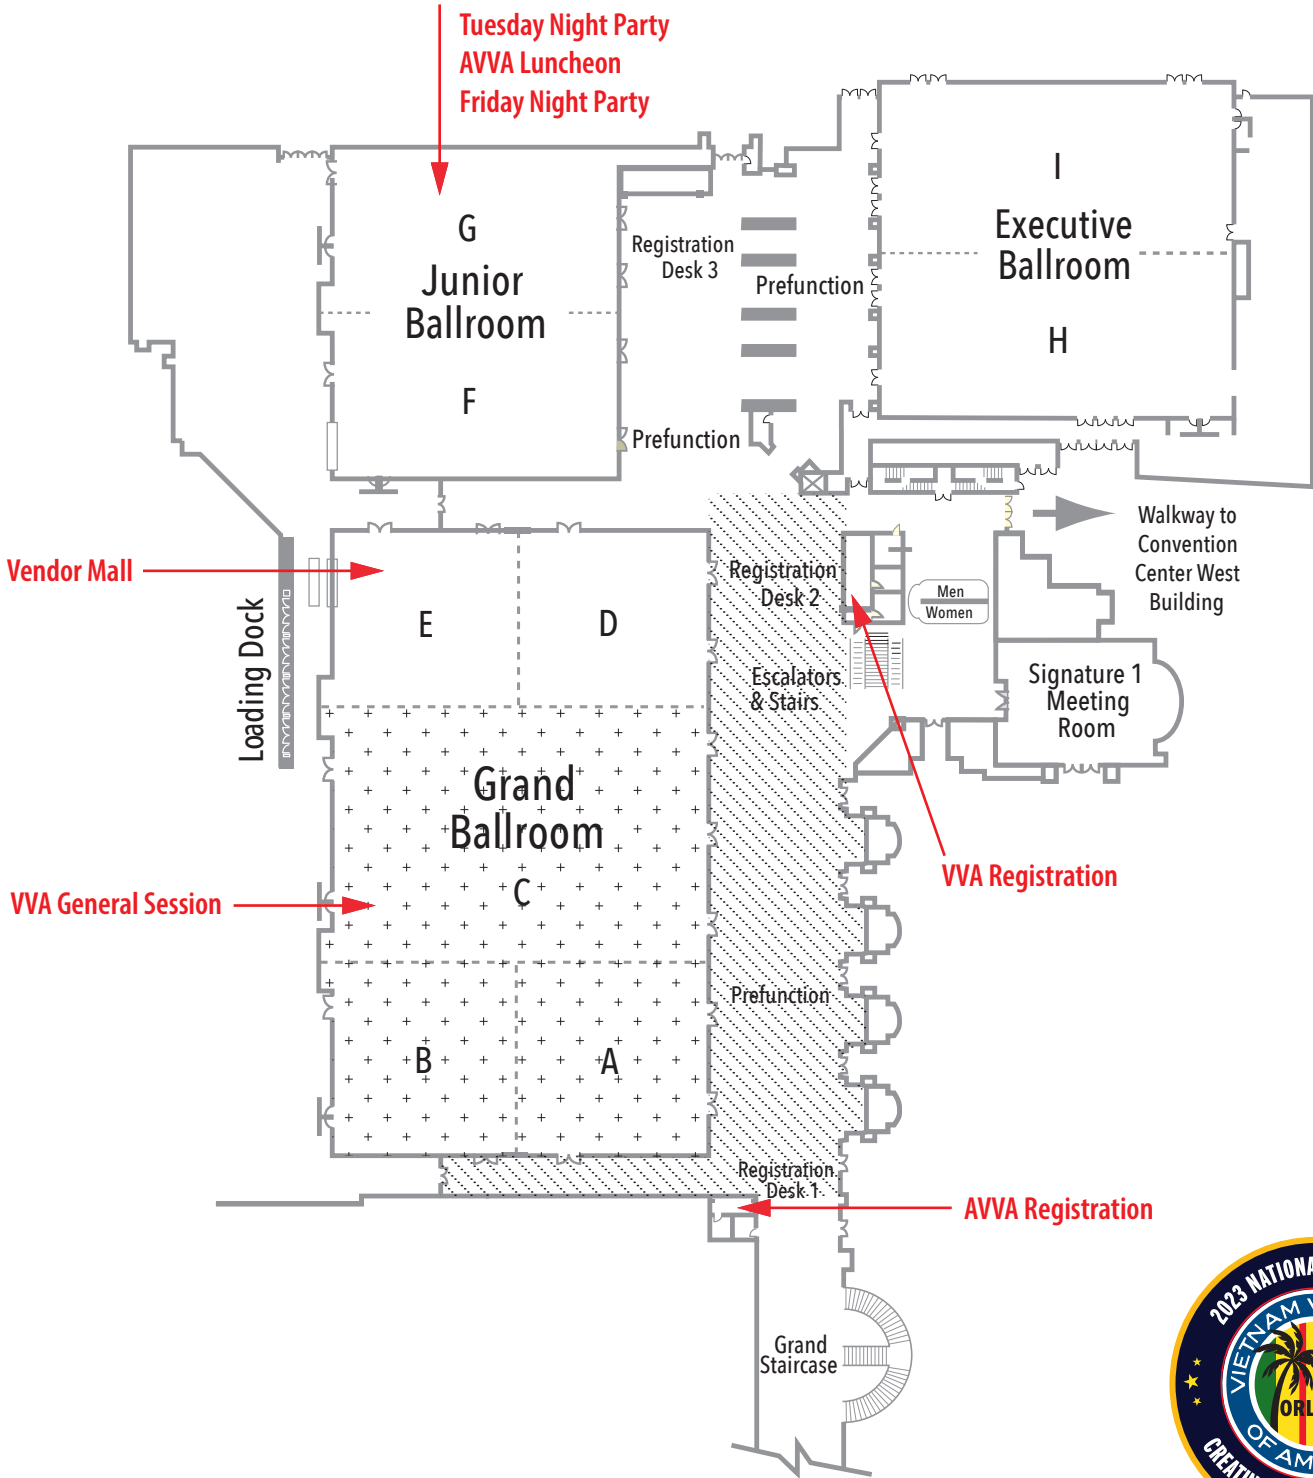 Tuesday Night Party
AVVA Luncheon
Friday Night Party
G
Junior
Ballroom
F
Registration
Desk 3
Prefunction
Prefunction
I
Executive
Ballroom
H
Walkway to
Convention
Center West
Building
Vendor Mall
Loading Dock
E
D
Registration
Desk 2
Men
Women
Escalators
& Stairs
Signature 1
Meeting
Room
Grand
Ballroom
C
VVA General Session
VVA Registration
Prefunction
B
A
Registration
Desk 1
AVVA Registration
Grand
Staircase
2023 NATIONA
VIETNAM V
ORL
OF AM